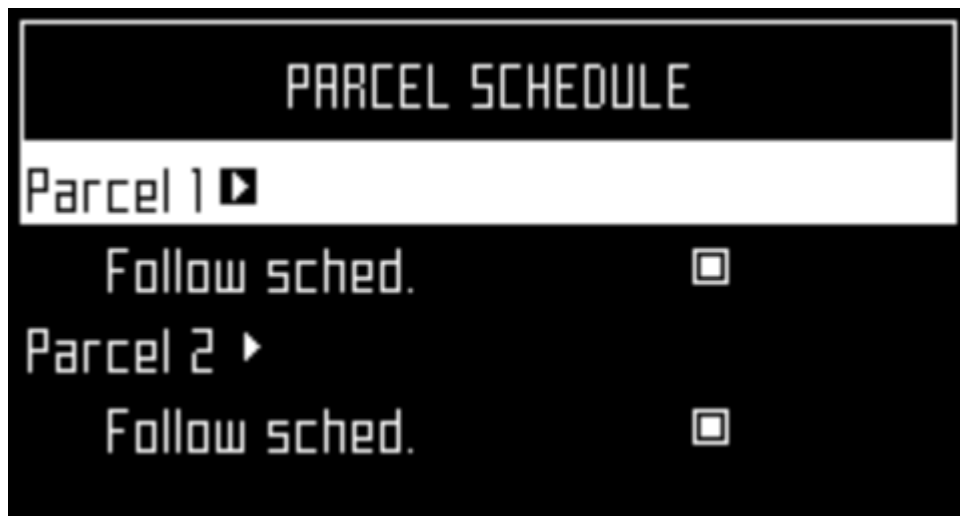 PARCEL SCHEDULE
Parcel 1
Follow sched.
Parcel 2
Follow sched.